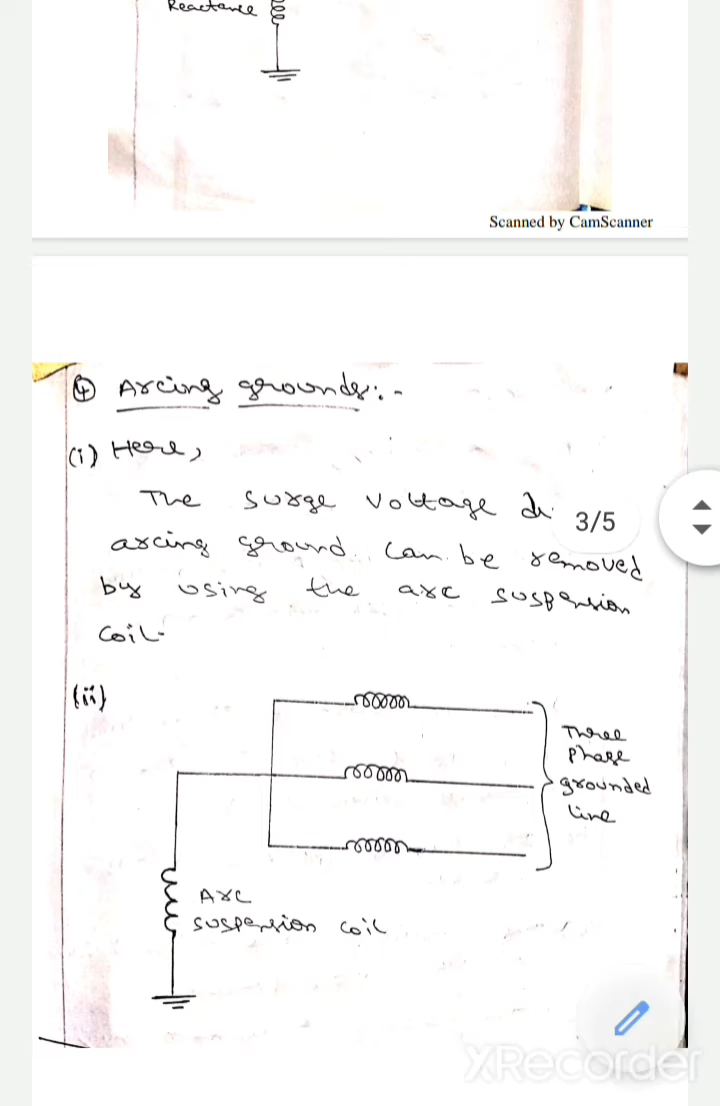 Reactance
Scanned by CamScanner
④ Arcing grounds:-
(i) Here,
The surge voltage
3/5
arcing ground can be removed
by using the arc suspension
coil-
(ii)
Three
phase
grounded
line
Arc
suspension coil
XRecorder